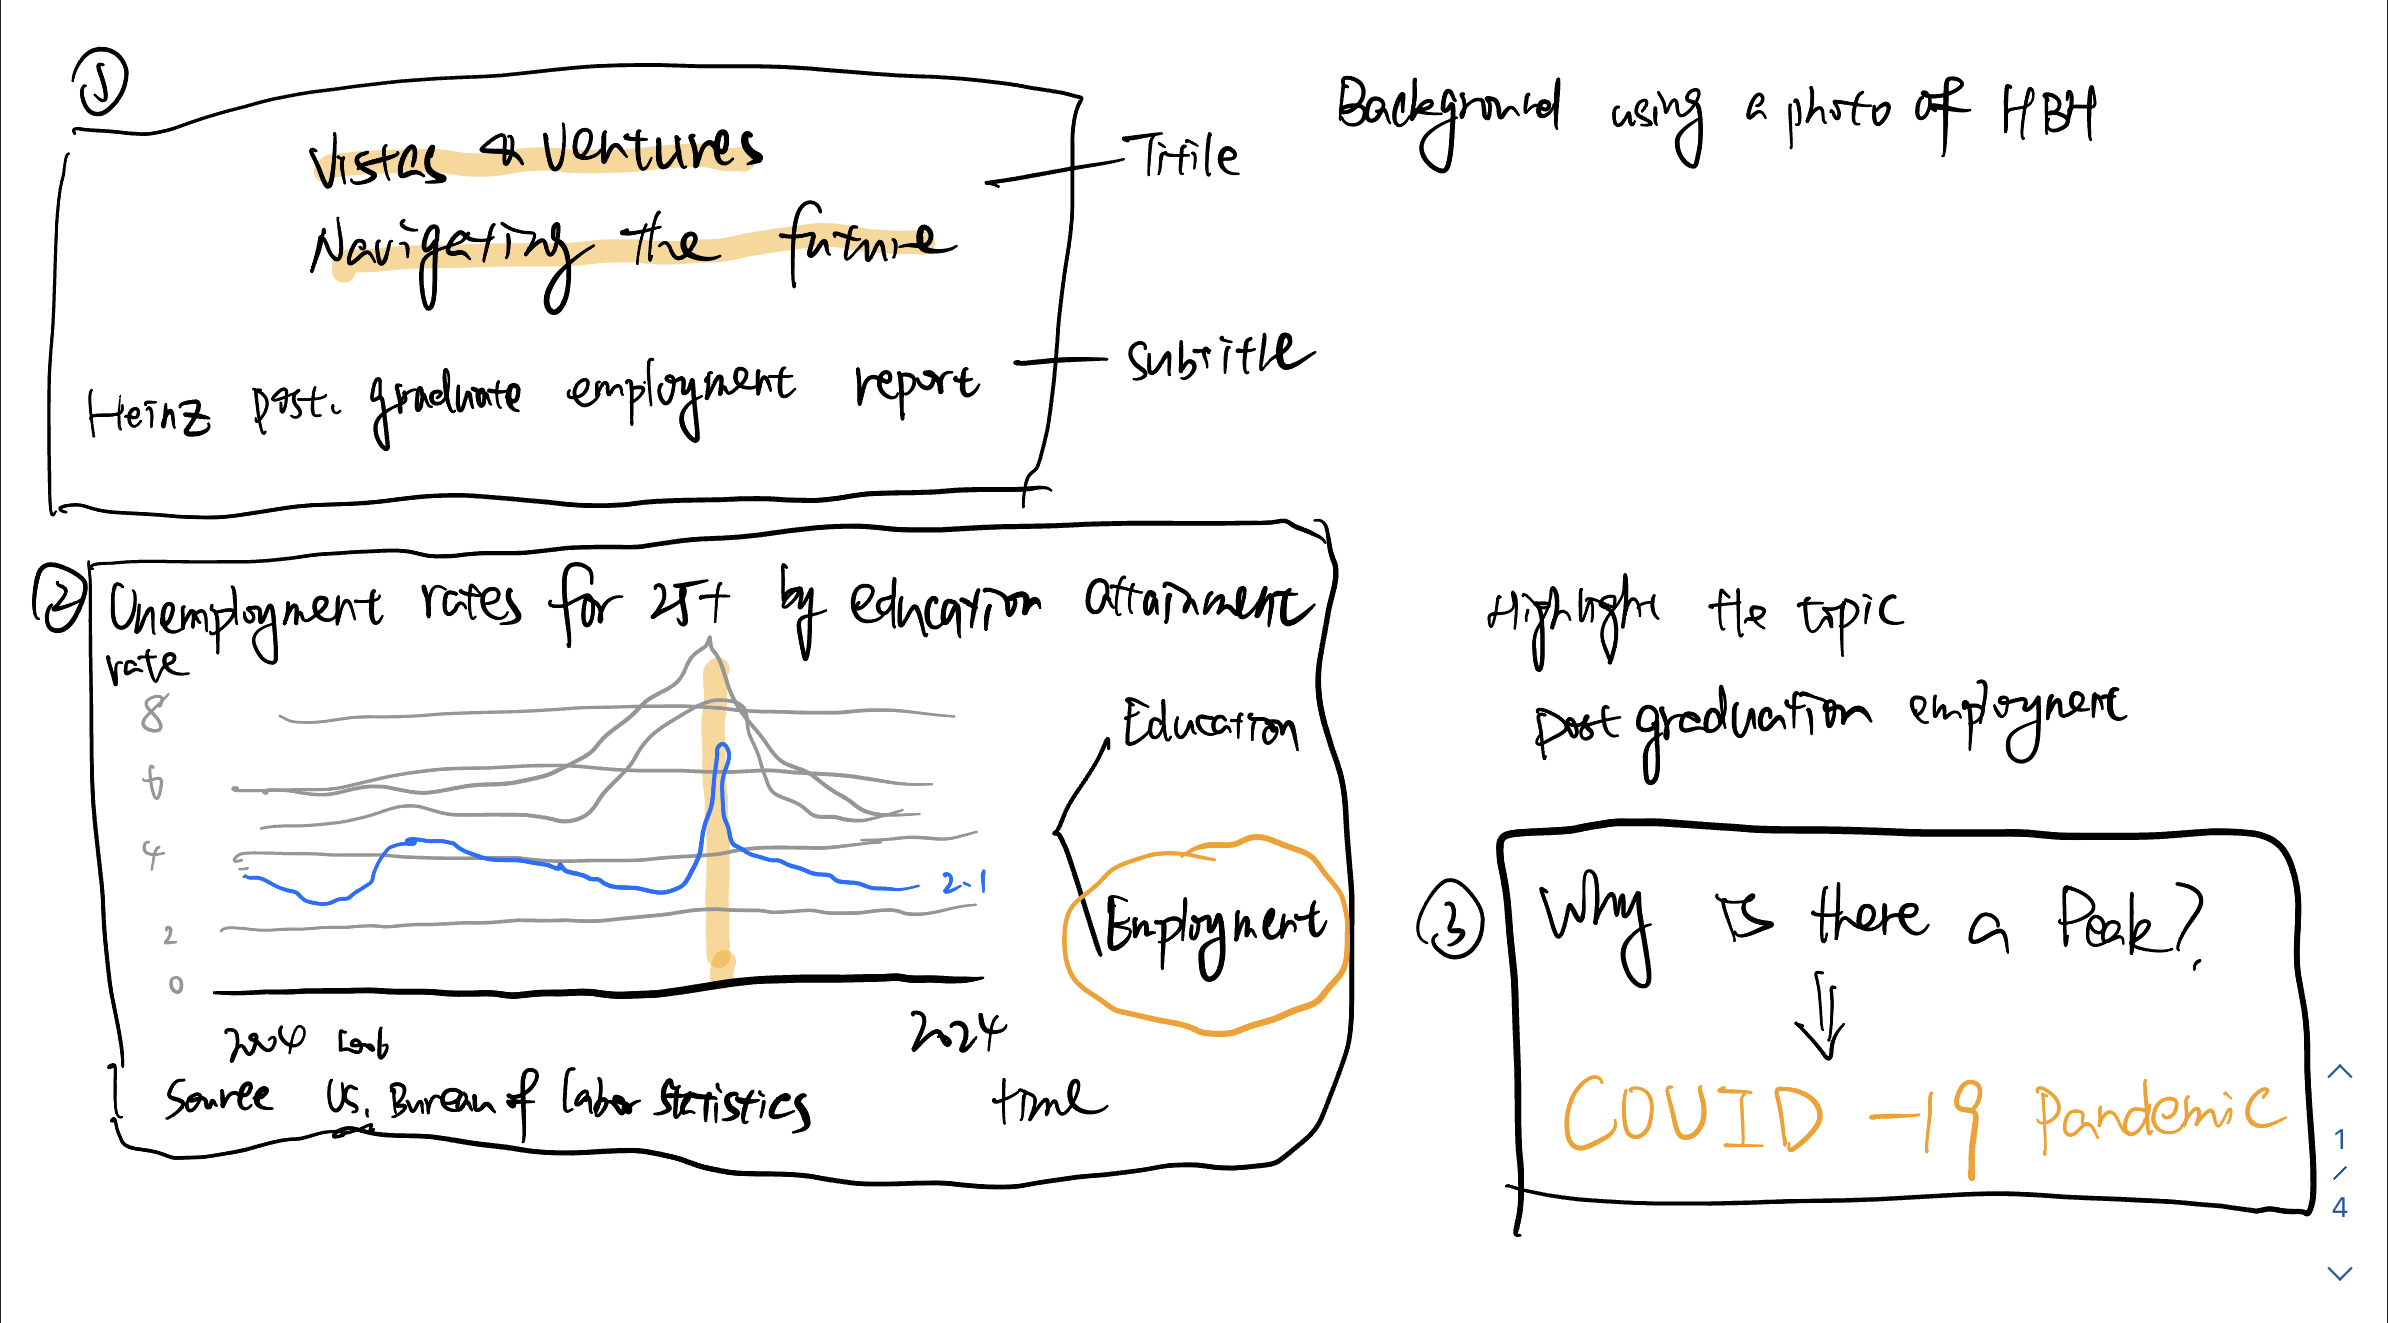 1
Background using a photo of HBH
Vistas & Ventures
Navigating the future
Titile
Heinz post. graduate employment report
Subtitle
2
Unemployment rates for 25+ by education attainment
rate
8
6
4
2
0
2.1
2004
2024
time
Source US. Bureau of Labor Statistics
Education
Employment
Highlight the topic
post graduation employment
3
Why is there a Peak?
COVID-19 Pandemic
1
/
4